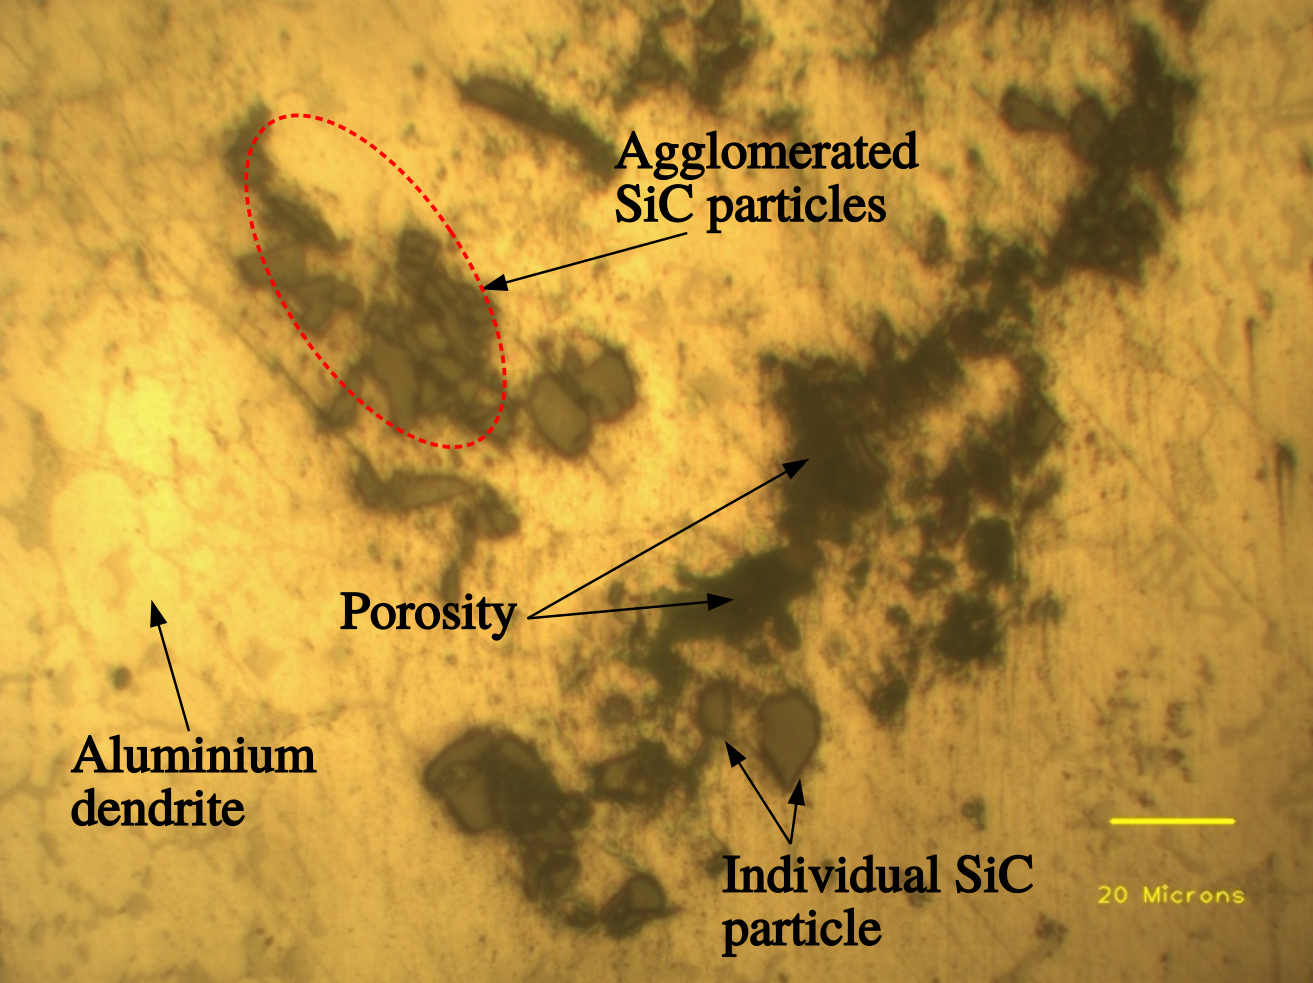 Agglomerated
SiC particles
Porosity
Aluminium
dendrite
Individual SiC
particle
20 Microns